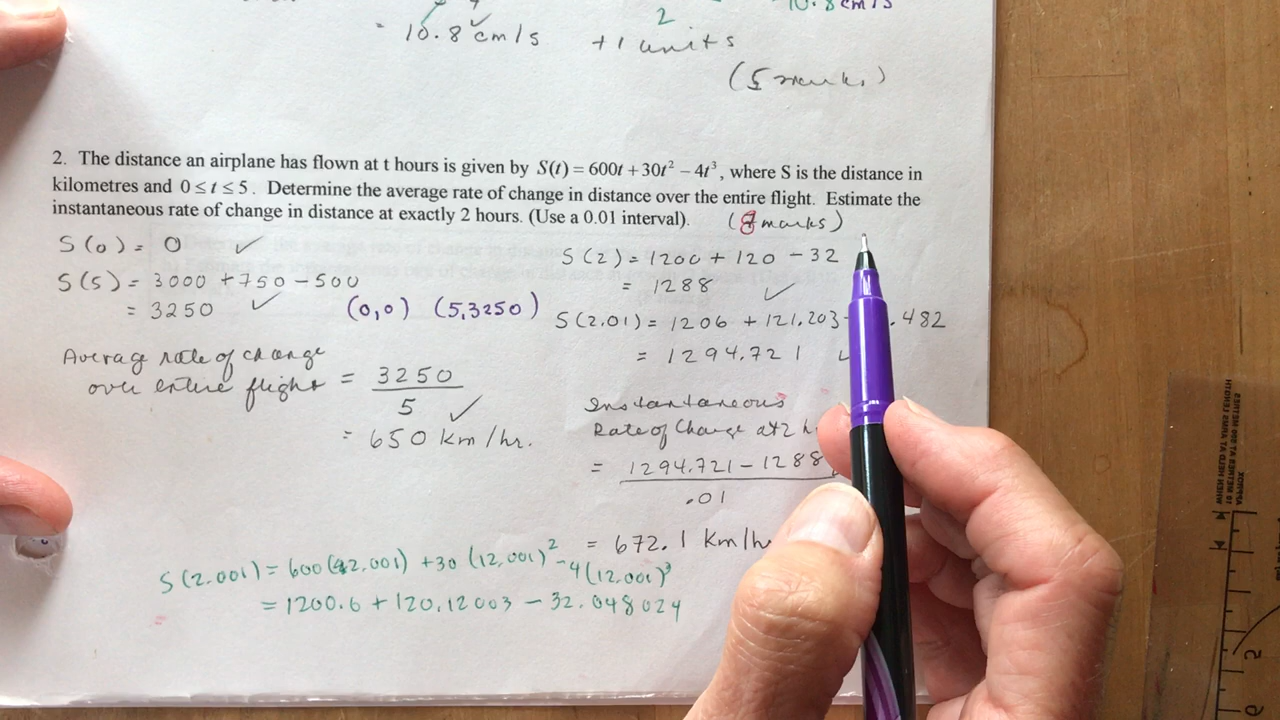 10.8 cm/s
= 10.8 cm/s
2
+1 units
(5 marks)
2. The distance an airplane has flown at t hours is given by S(t) = 600t + 30t² − 4t³, where S is the distance in
kilometres and 0 ≤ t ≤ 5. Determine the average rate of change in distance over the entire flight. Estimate the
instantaneous rate of change in distance at exactly 2 hours. (Use a 0.01 interval). (8 marks)
S(0) = 0 ✓
S(5) = 3000 + 750 − 500
= 3250 ✓
(0,0) (5,3250)
Average rate of change
over entire flight = 3250
5 ✓
= 650 km/hr.
S(2) = 1200 + 120 − 32
= 1288 ✓
S(2.01) = 1206 + 121.203 − .482
= 1294.721
Instantaneous
Rate of Change at 2 h
= 1294.721 − 1288
.01
= 672.1 km/h
S(2.001) = 600(2.001) + 30(12.001)² − 4(12.001)³
= 1200.6 + 120.12003 − 32.048024